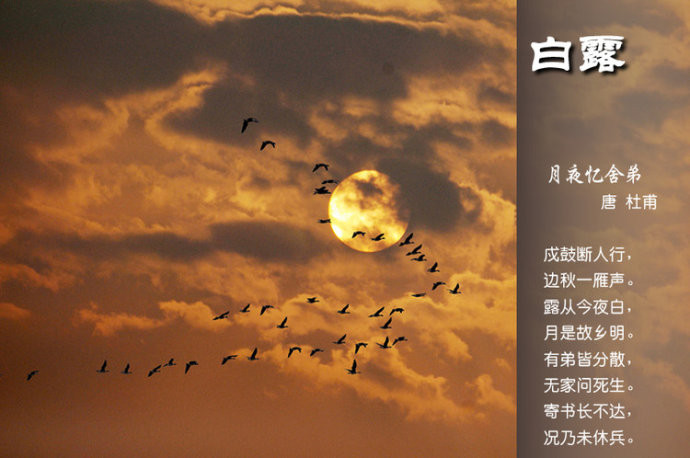 白露
月夜忆舍弟
唐 杜甫
戍鼓断人行，
边秋一雁声。
露从今夜白，
月是故乡明。
有弟皆分散，
无家问死生。
寄书长不达，
况乃未休兵。